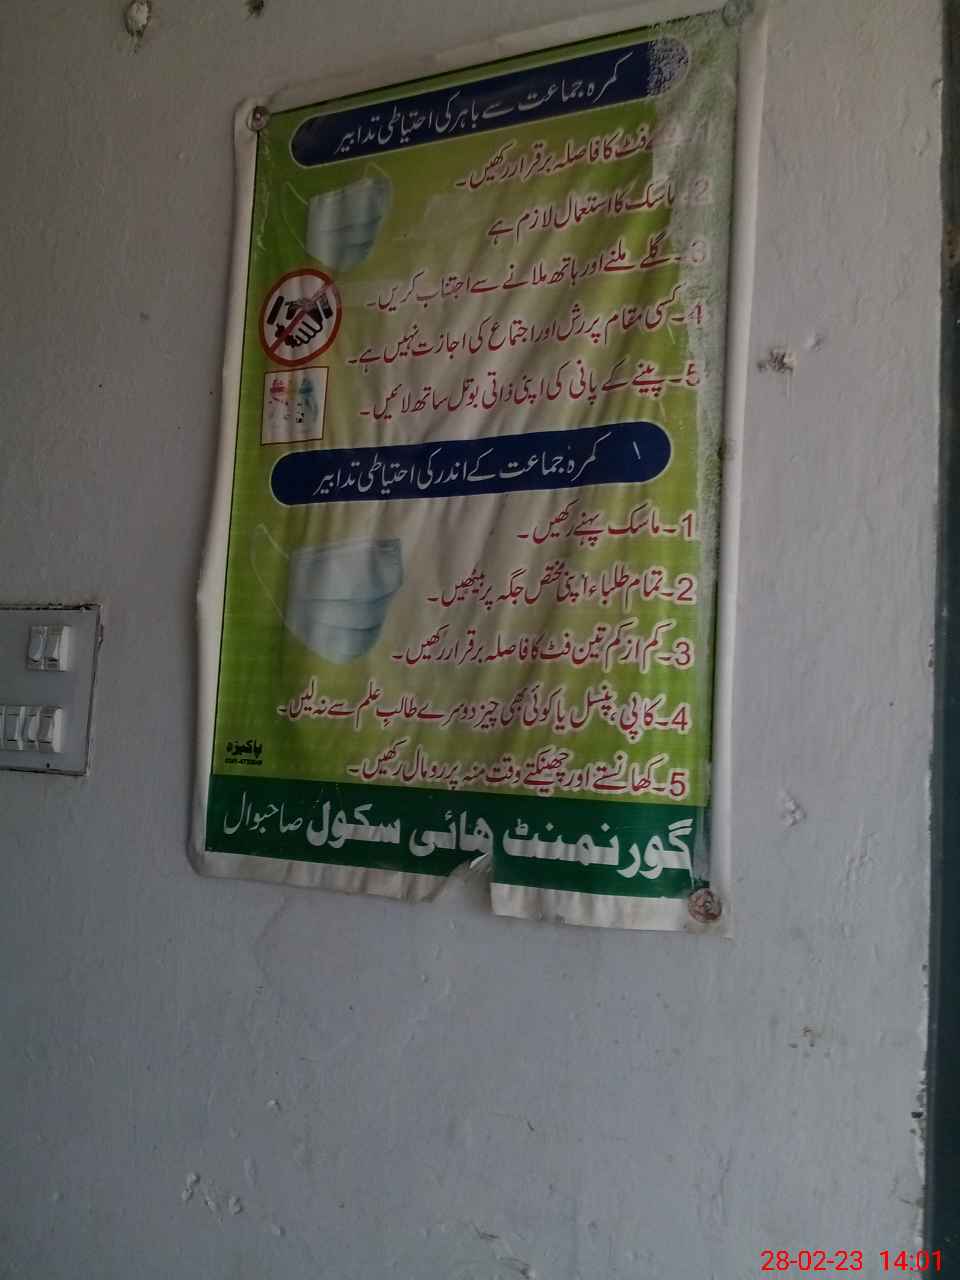 کمرہ جماعت سے باہر کی احتیاطی تدابیر
فٹ کا فاصلہ برقرار رکھیں۔
2۔ ماسک کا استعمال لازم ہے
3۔ گلے ملنے اور ہاتھ ملانے سے اجتناب کریں۔
4۔ کسی مقام پر رش اور اجتماع کی اجازت نہیں ہے۔
5۔ پینے کے پانی کی اپنی ذاتی بوتل ساتھ لائیں۔
کمرہ جماعت کے اندر کی احتیاطی تدابیر
1۔ ماسک پہنے رکھیں۔
2۔ تمام طلباء اپنی مختص جگہ پر بیٹھیں۔
3۔ کم از کم تین فٹ کا فاصلہ برقرار رکھیں۔
4۔ کاپی، پنسل یا کوئی بھی چیز دوسرے طالبِ علم سے نہ لیں۔
5۔ کھانستے اور چھینکتے وقت منہ پر رومال رکھیں۔
پاکیزہ
گورنمنٹ ھائی سکول صاحبوال
28-02-23 14:01